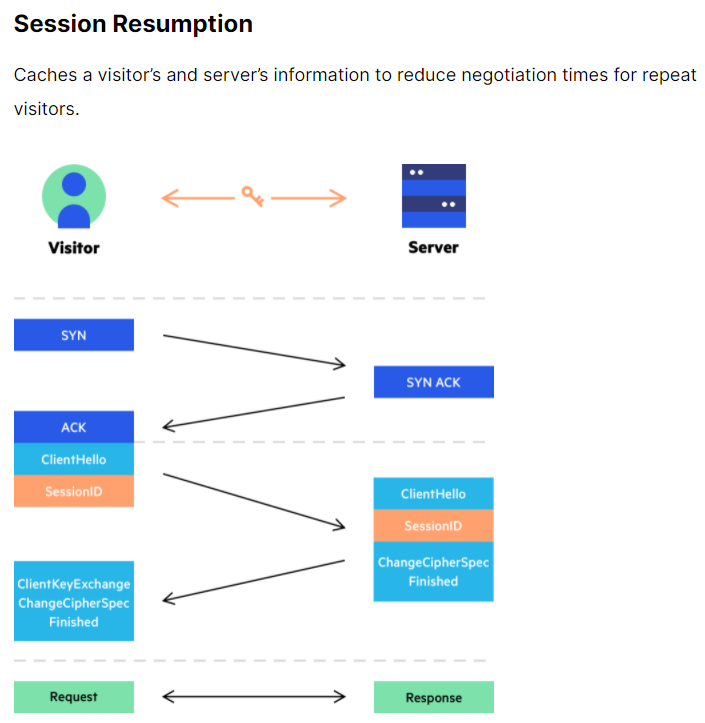 Session Resumption
Caches a visitor’s and server’s information to reduce negotiation times for repeat
visitors.
Visitor
Server
SYN
SYN ACK
ACK
ClientHello
SessionID
ClientHello
SessionID
ChangeCipherSpec
Finished
ClientKeyExchange
ChangeCipherSpec
Finished
Request
Response